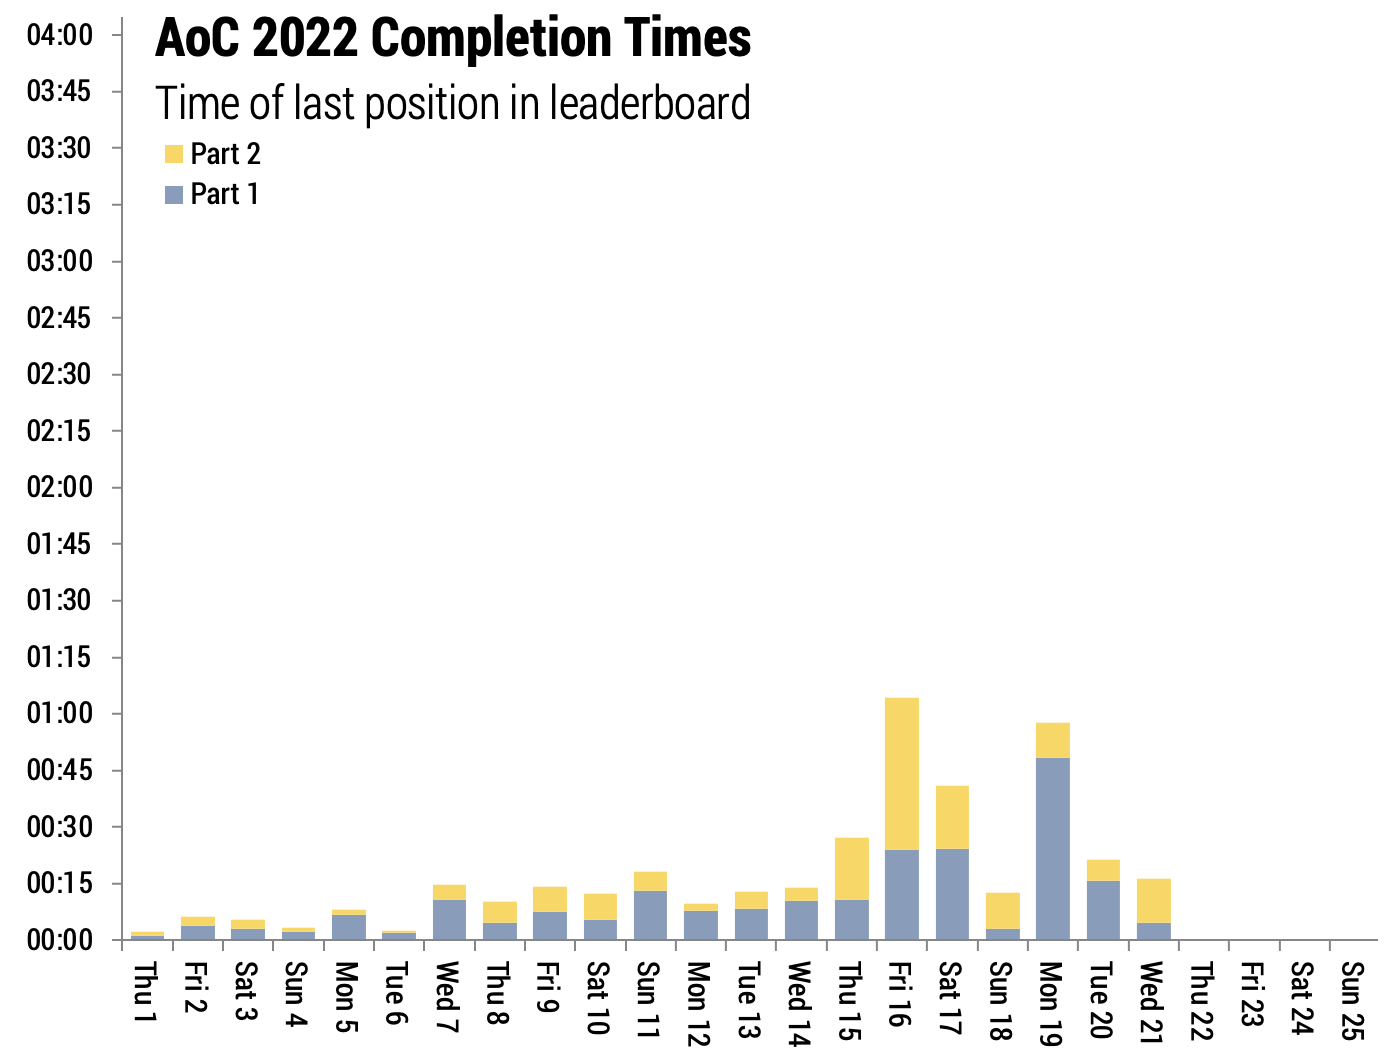 AoC 2022 Completion Times
Time of last position in leaderboard
Part 2
Part 1
04:00
03:45
03:30
03:15
03:00
02:45
02:30
02:15
02:00
01:45
01:30
01:15
01:00
00:45
00:30
00:15
00:00
Thu 1
Fri 2
Sat 3
Sun 4
Mon 5
Tue 6
Wed 7
Thu 8
Fri 9
Sat 10
Sun 11
Mon 12
Tue 13
Wed 14
Thu 15
Fri 16
Sat 17
Sun 18
Mon 19
Tue 20
Wed 21
Thu 22
Fri 23
Sat 24
Sun 25